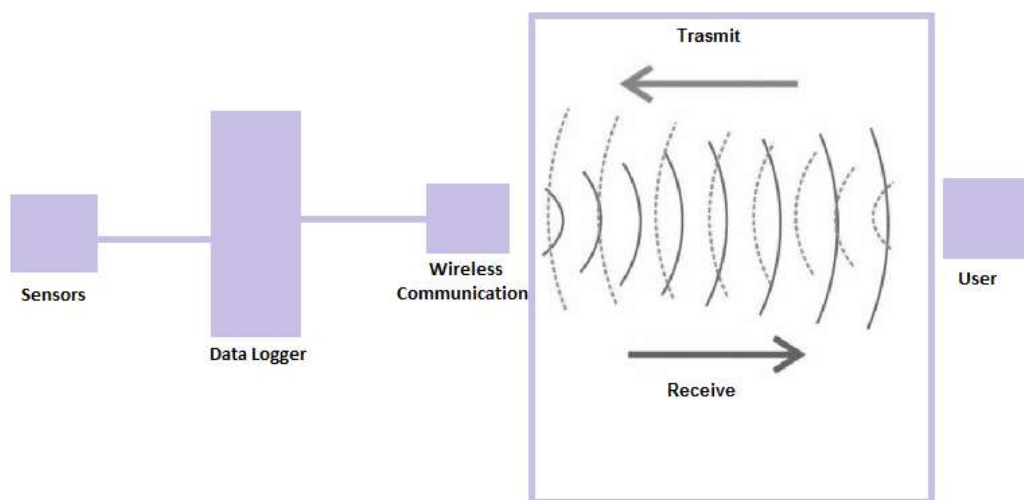 Trasmit
Sensors
Data Logger
Wireless
Communication
User
Receive